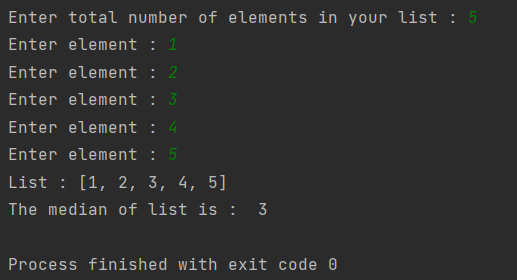 Enter total number of elements in your list : 5
Enter element : 1
Enter element : 2
Enter element : 3
Enter element : 4
Enter element : 5
List : [1, 2, 3, 4, 5]
The median of list is :  3
Process finished with exit code 0